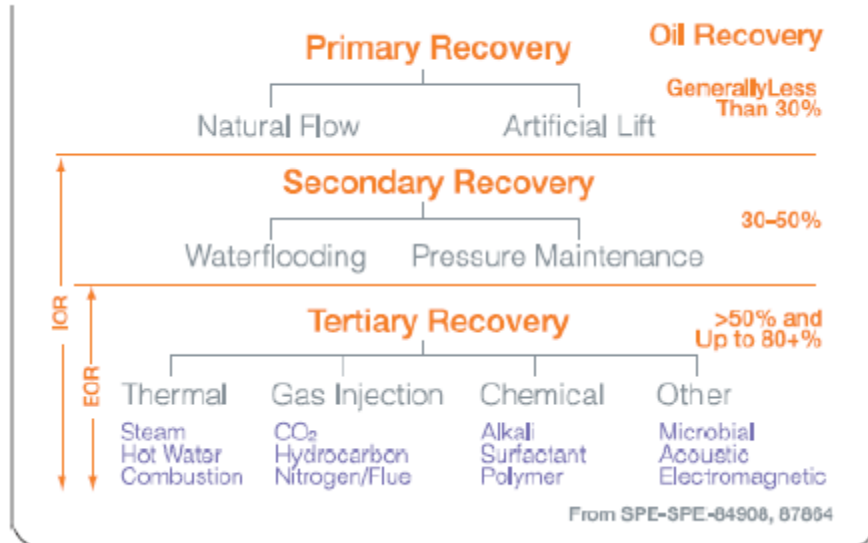 Primary Recovery
Oil Recovery
GenerallyLess
Than 30%
Natural Flow
Artificial Lift
Secondary Recovery
30–50%
Waterflooding
Pressure Maintenance
IOR
EOR
Tertiary Recovery
>50% and
Up to 80+%
Thermal
Gas Injection
Chemical
Other
Steam
Hot Water
Combustion
CO₂
Hydrocarbon
Nitrogen/Flue
Alkali
Surfactant
Polymer
Microbial
Acoustic
Electromagnetic
From SPE-SPE-84908, 87864